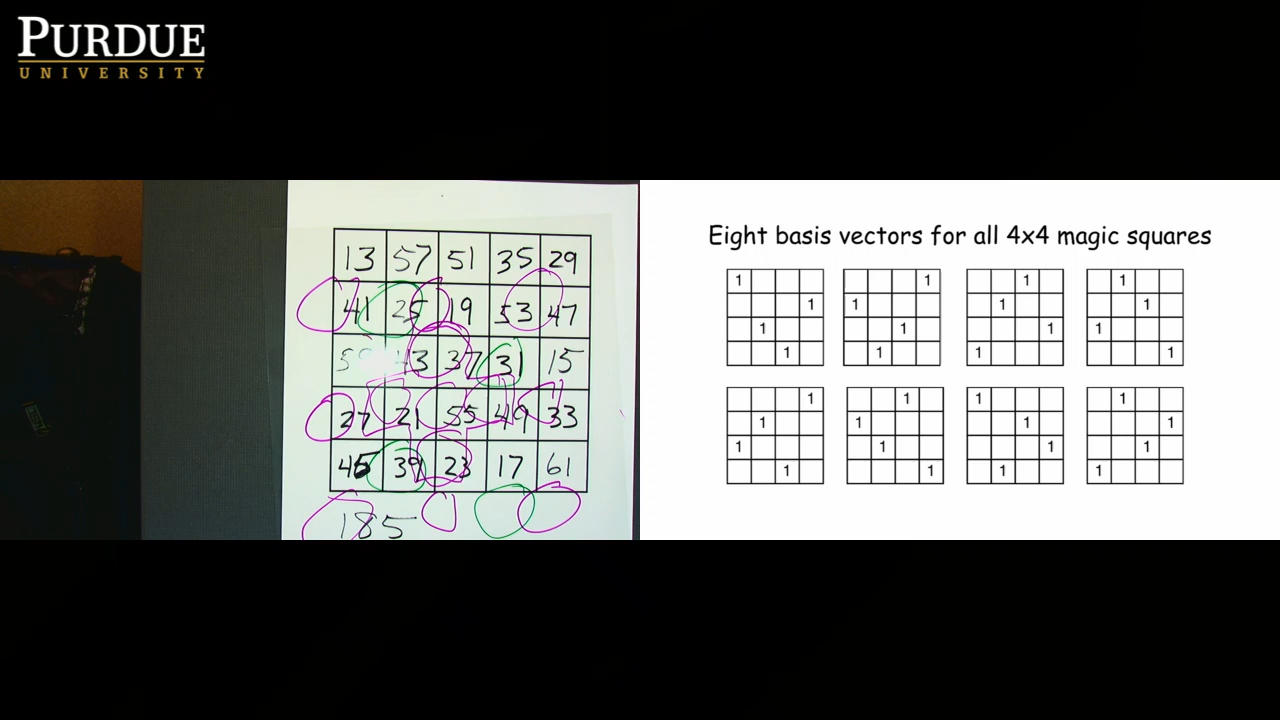 PURDUE
UNIVERSITY
13 57 51 35 29
41 25 19 53 47
43 37 31 15
27 21 55 49 33
45 39 23 17 61
185
Eight basis vectors for all 4x4 magic squares
1 1 1 1
1 1 1 1
1 1 1 1
1 1 1 1
1 1 1 1
1 1 1 1
1 1 1 1
1 1 1 1